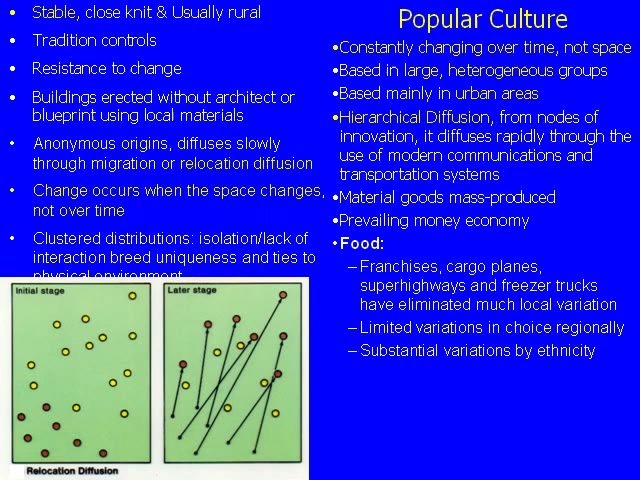 • Stable, close knit & Usually rural
• Tradition controls
• Resistance to change
• Buildings erected without architect or
blueprint using local materials
• Anonymous origins, diffuses slowly
through migration or relocation diffusion
• Change occurs when the space changes,
not over time
• Clustered distributions: isolation/lack of
interaction breed uniqueness and ties to
physical environment
Popular Culture
•Constantly changing over time, not space
•Based in large, heterogeneous groups
•Based mainly in urban areas
•Hierarchical Diffusion, from nodes of
innovation, it diffuses rapidly through the
use of modern communications and
transportation systems
•Material goods mass-produced
•Prevailing money economy
•Food:
–Franchises, cargo planes,
superhighways and freezer trucks
have eliminated much local variation
–Limited variations in choice regionally
–Substantial variations by ethnicity
Initial stage
Later stage
Relocation Diffusion